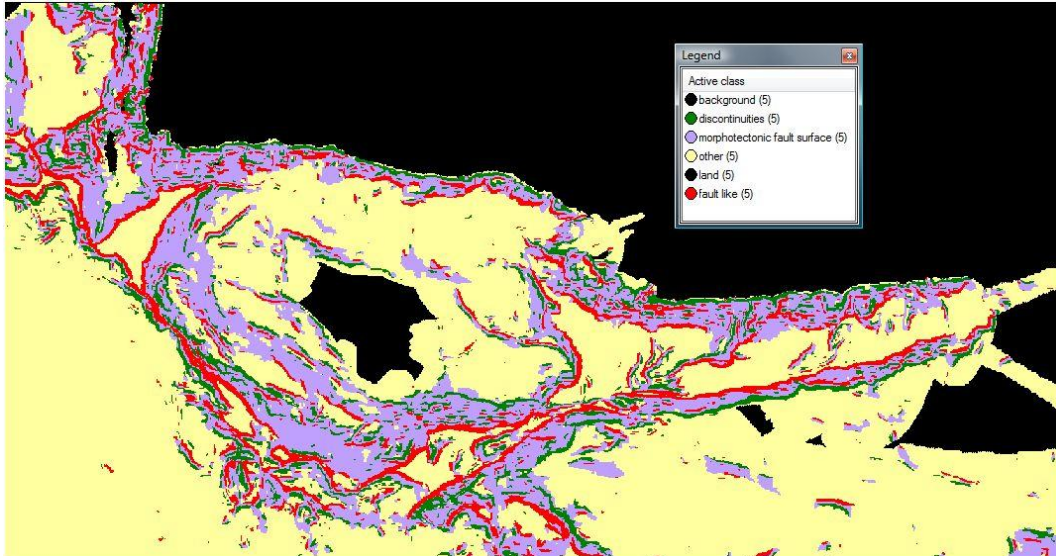 Legend
Active class
background (5)
discontinuities (5)
morphotectonic fault surface (5)
other (5)
land (5)
fault like (5)